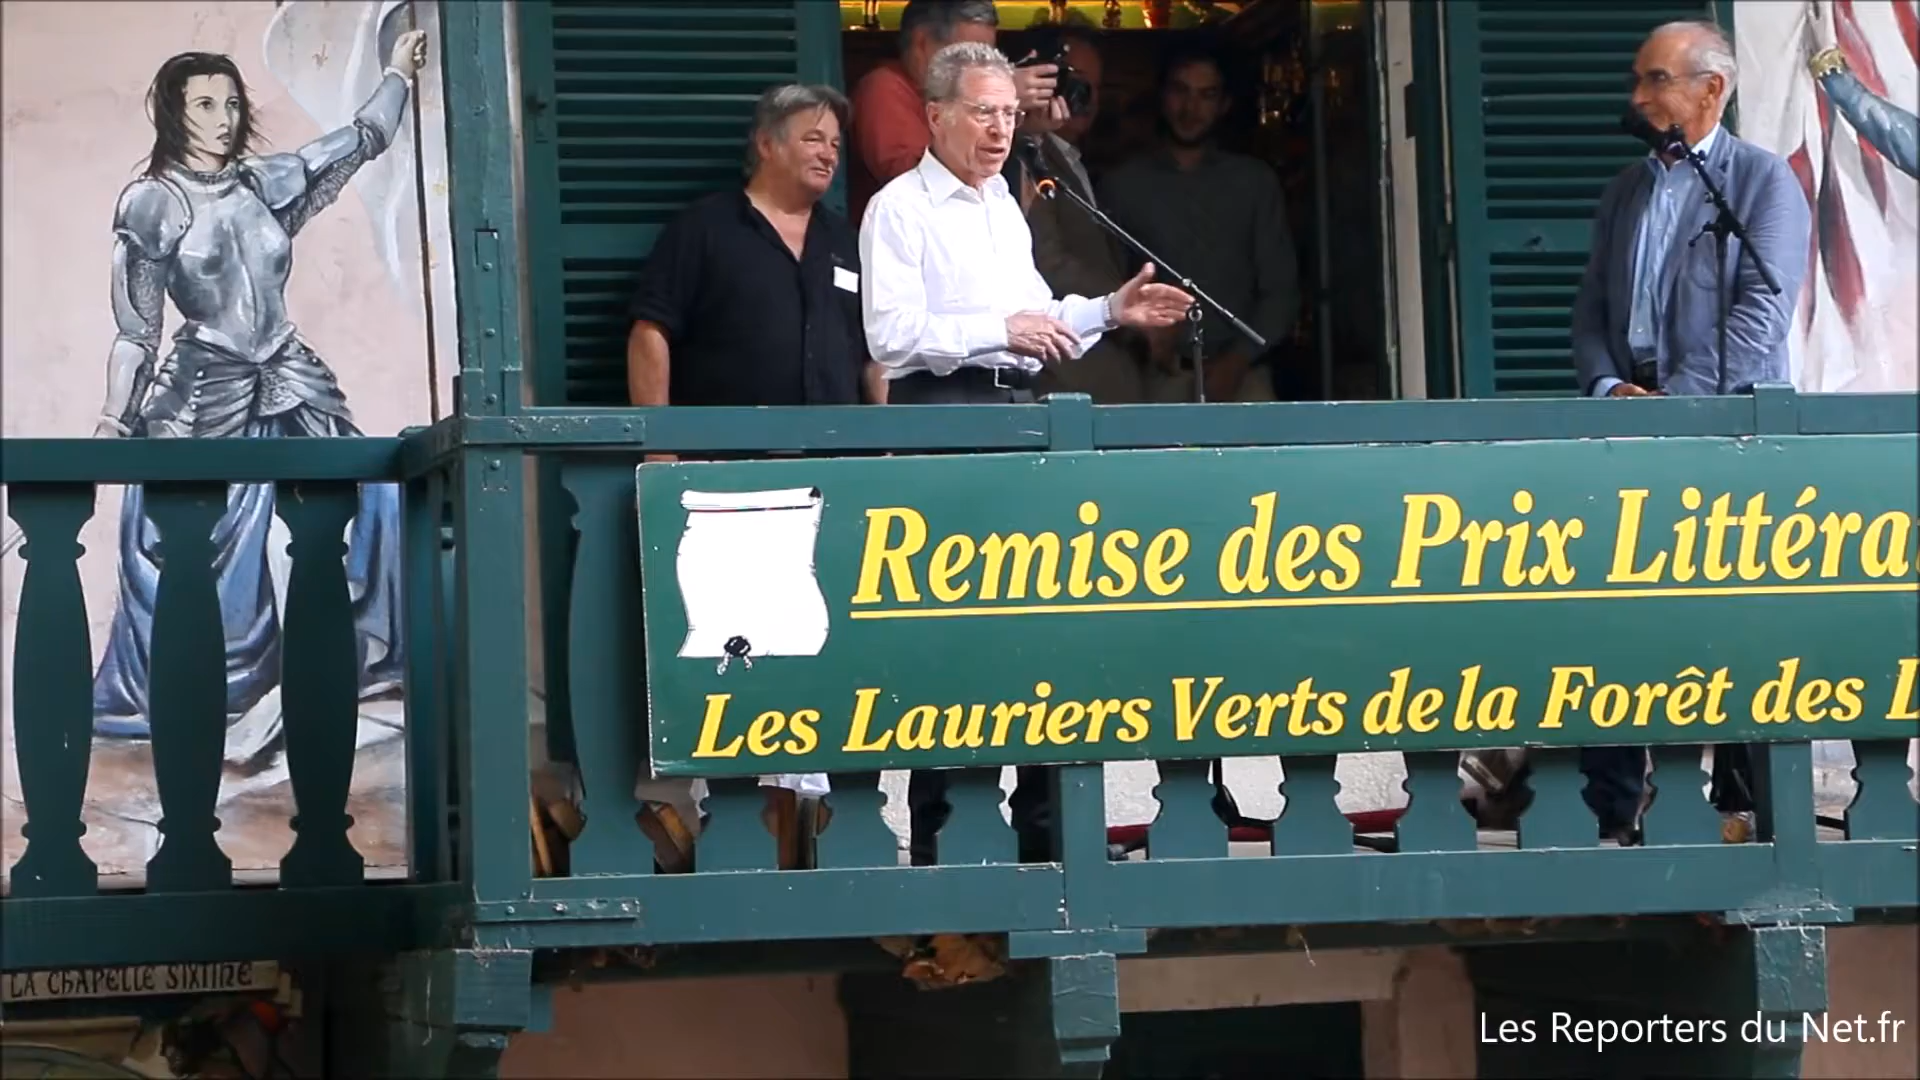 Remise des Prix Littéra
Les Lauriers Verts de la Forêt des L
LA ChAPELLE SIXTINE
Les Reporters du Net.fr